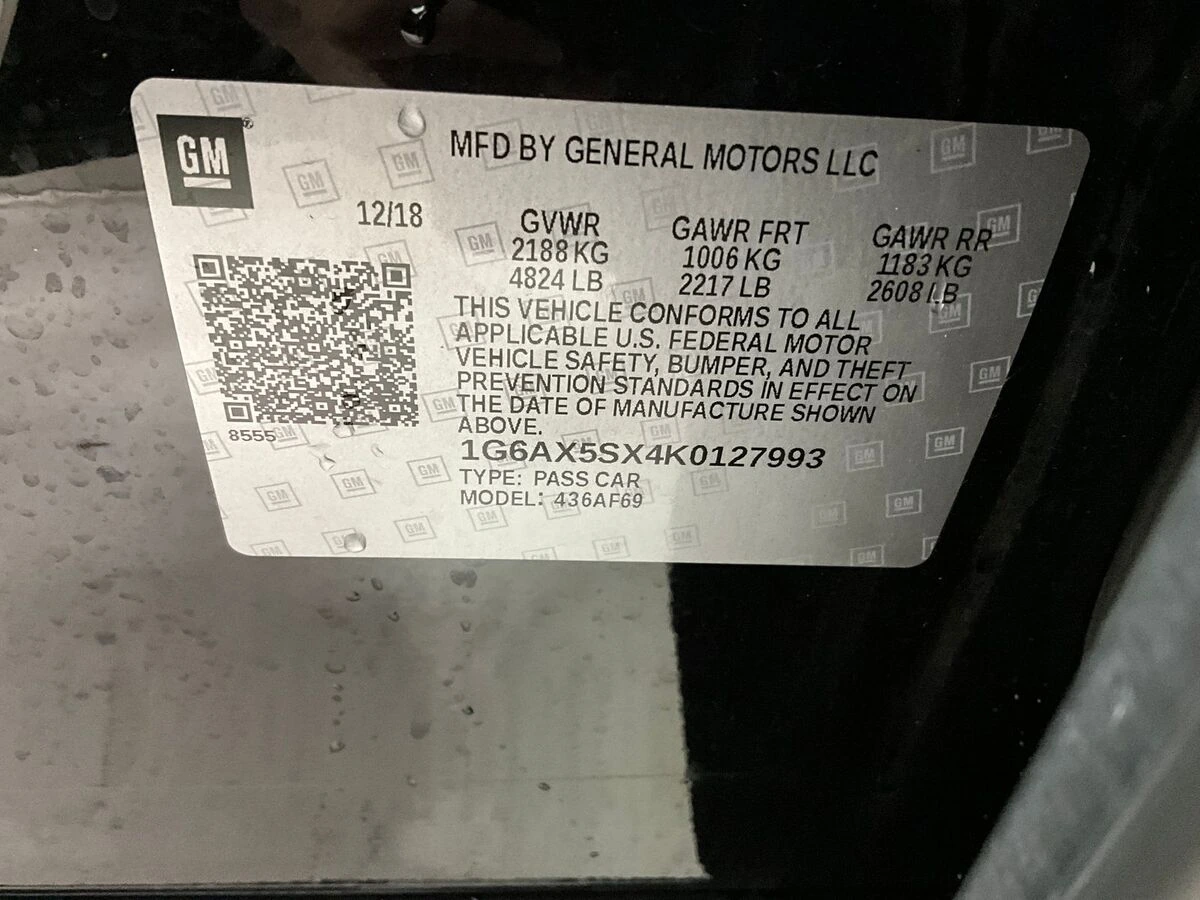 GM
MFD BY GENERAL MOTORS LLC
12/18
GVWR
2188 KG
4824 LB
GAWR FRT
1006 KG
2217 LB
GAWR RR
1183 KG
2608 LB
THIS VEHICLE CONFORMS TO ALL
APPLICABLE U.S. FEDERAL MOTOR
VEHICLE SAFETY, BUMPER, AND THEFT
PREVENTION STANDARDS IN EFFECT ON
THE DATE OF MANUFACTURE SHOWN
ABOVE.
8555
1G6AX5SX4K0127993
TYPE: PASS CAR
MODEL: 436AF69